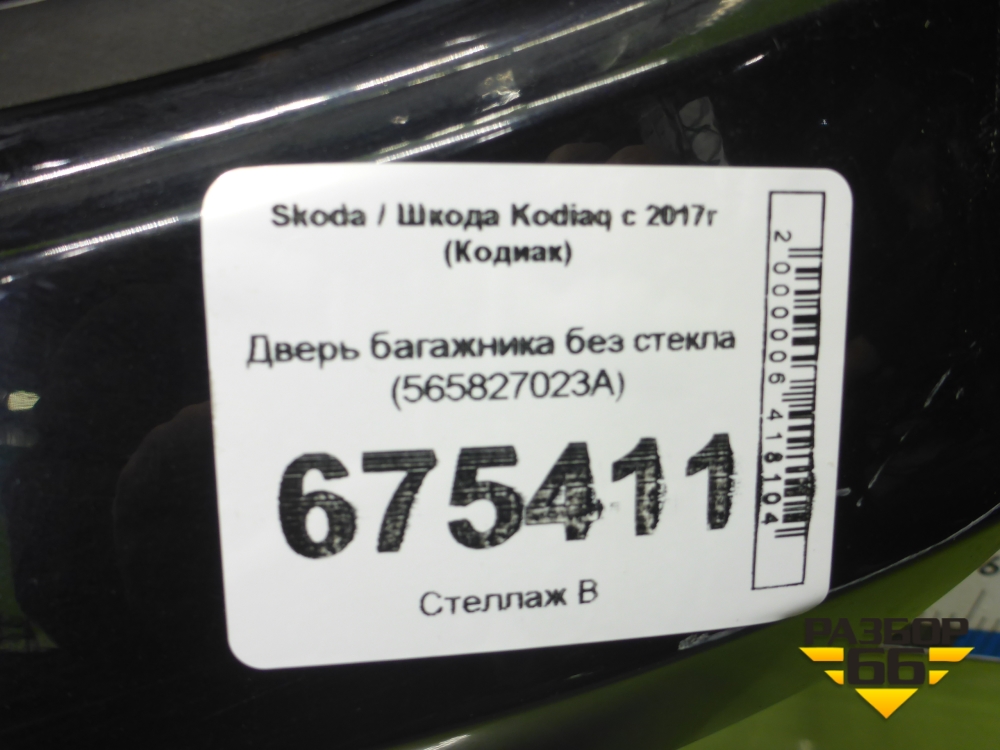 Skoda / Шкода Kodiaq с 2017г
(Кодиак)
Дверь багажника без стекла
(565827023A)
675411
Стеллаж В
2000006418104
РАЗБОР
66